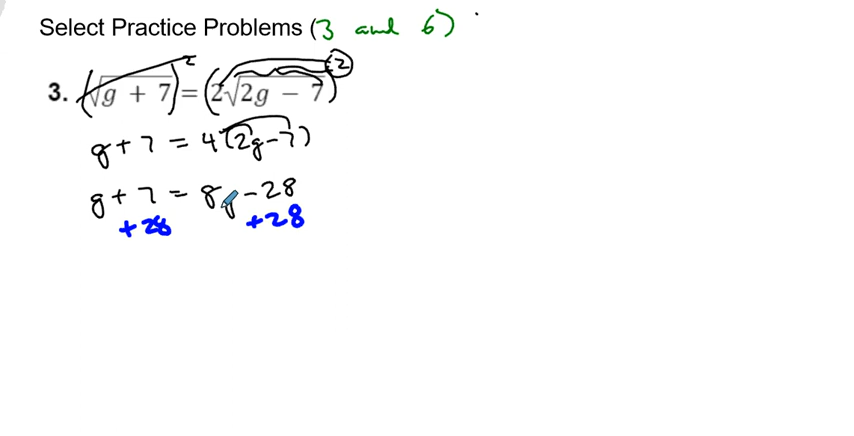 Select Practice Problems (3 and 6)
3. (√g + 7)² = (2√2g − 7)²
g + 7 = 4(2g − 7)
g + 7 = 8g − 28
+28 +28